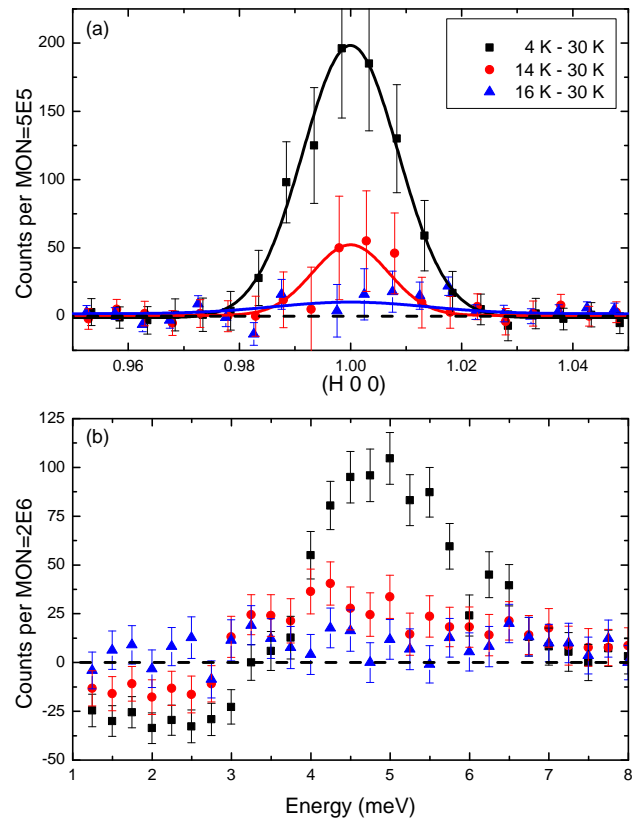 (a)
4 K - 30 K
14 K - 30 K
16 K - 30 K
200
150
100
50
0
Counts per MON=5E5
0.96 0.98 1.00 1.02 1.04
(H 0 0)
(b)
125
100
75
50
25
0
-25
-50
Counts per MON=2E6
1 2 3 4 5 6 7 8
Energy (meV)